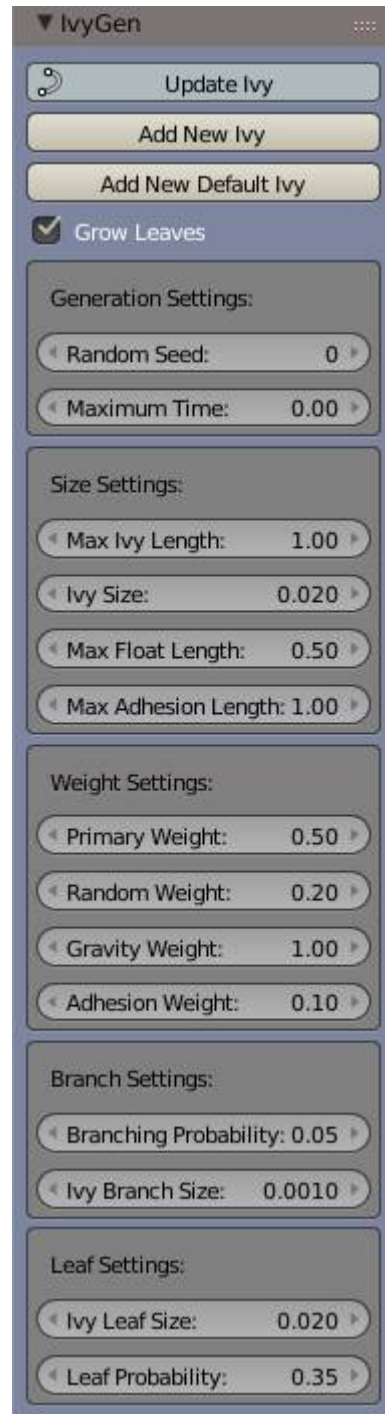 IvyGen
Update Ivy
Add New Ivy
Add New Default Ivy
Grow Leaves
Generation Settings:
Random Seed: 0
Maximum Time: 0.00
Size Settings:
Max Ivy Length: 1.00
Ivy Size: 0.020
Max Float Length: 0.50
Max Adhesion Length: 1.00
Weight Settings:
Primary Weight: 0.50
Random Weight: 0.20
Gravity Weight: 1.00
Adhesion Weight: 0.10
Branch Settings:
Branching Probability: 0.05
Ivy Branch Size: 0.0010
Leaf Settings:
Ivy Leaf Size: 0.020
Leaf Probability: 0.35